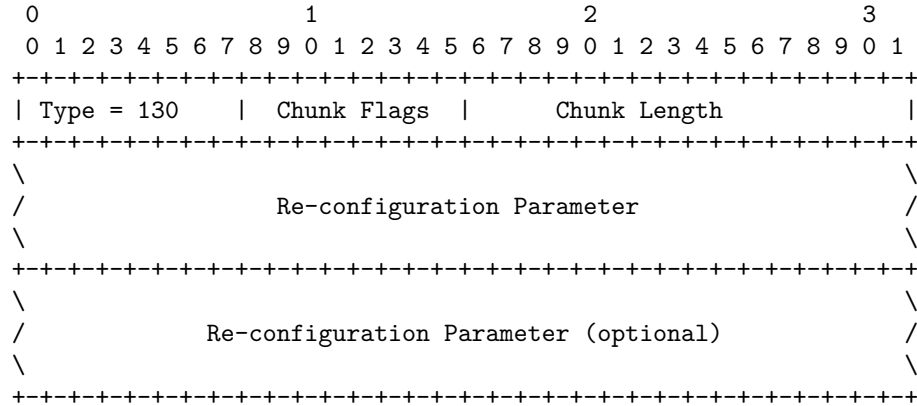 0                   1                   2                   3
 0 1 2 3 4 5 6 7 8 9 0 1 2 3 4 5 6 7 8 9 0 1 2 3 4 5 6 7 8 9 0 1
+-+-+-+-+-+-+-+-+-+-+-+-+-+-+-+-+-+-+-+-+-+-+-+-+-+-+-+-+-+-+-+-+
| Type = 130    |  Chunk Flags  |      Chunk Length             |
+-+-+-+-+-+-+-+-+-+-+-+-+-+-+-+-+-+-+-+-+-+-+-+-+-+-+-+-+-+-+-+-+
\                                                               \
/                  Re-configuration Parameter                   /
\                                                               \
+-+-+-+-+-+-+-+-+-+-+-+-+-+-+-+-+-+-+-+-+-+-+-+-+-+-+-+-+-+-+-+-+
\                                                               \
/             Re-configuration Parameter (optional)             /
\                                                               \
+-+-+-+-+-+-+-+-+-+-+-+-+-+-+-+-+-+-+-+-+-+-+-+-+-+-+-+-+-+-+-+-+